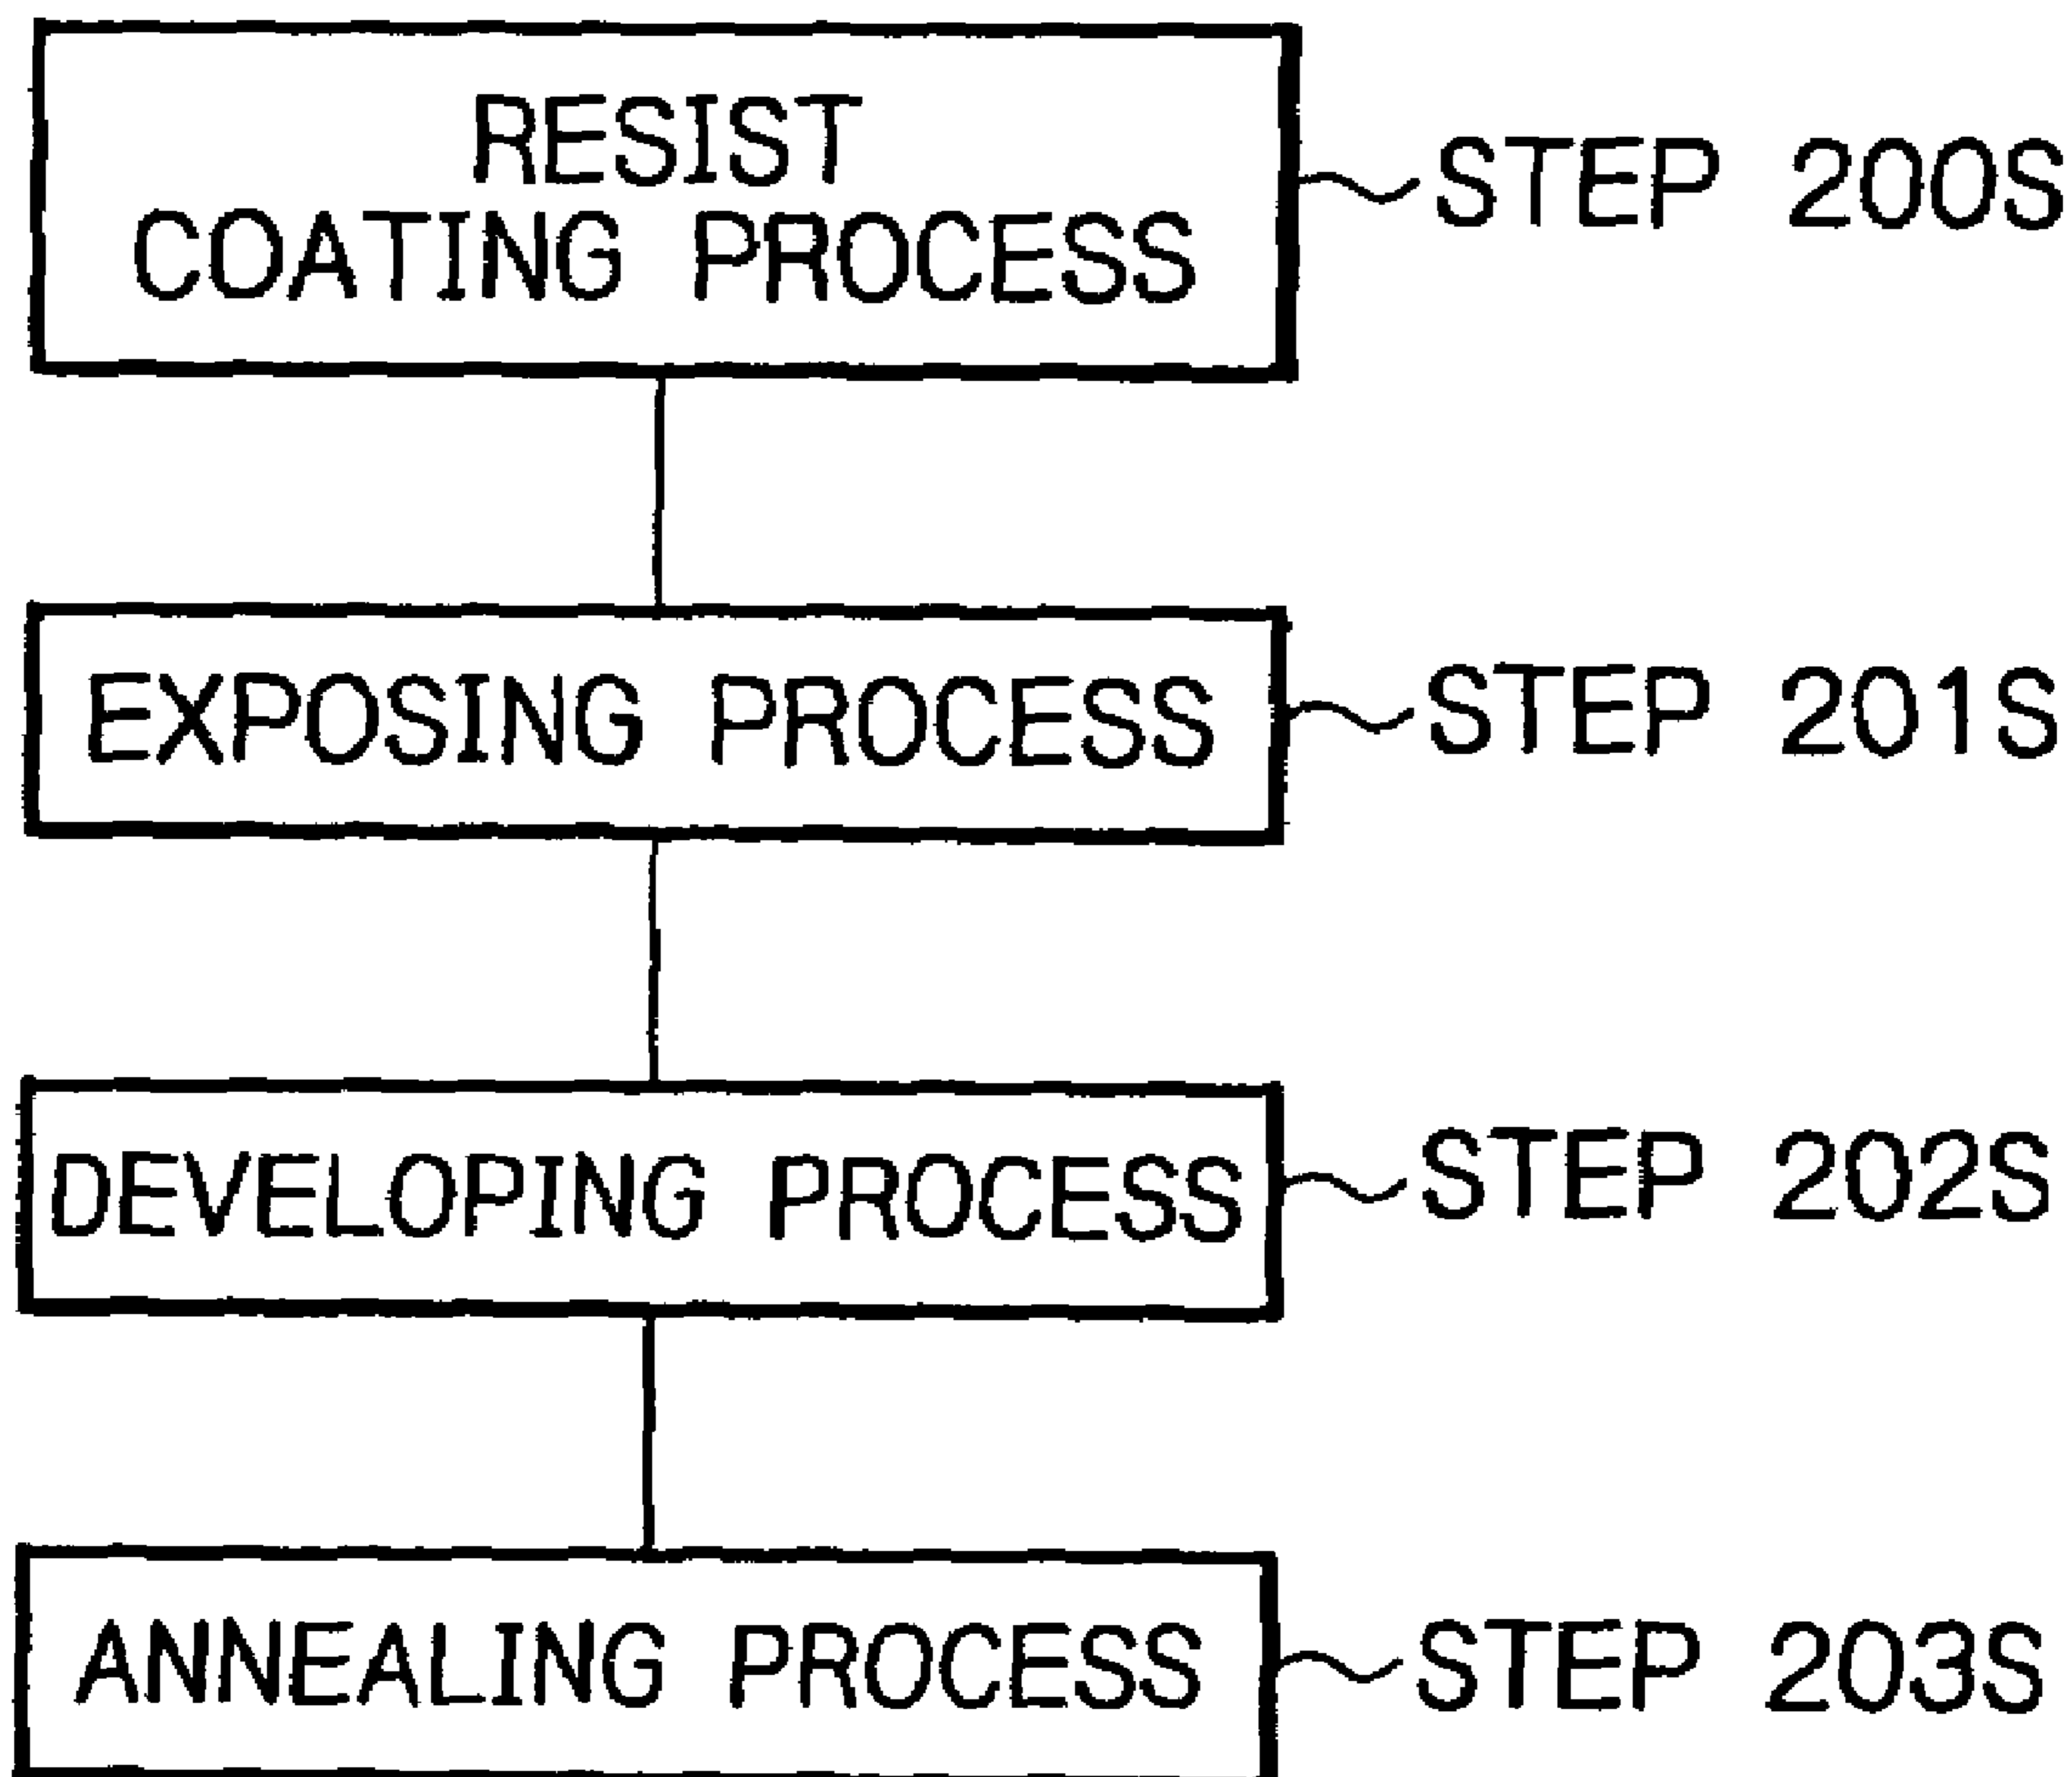 RESIST
COATING PROCESS
STEP 200S
EXPOSING PROCESS
STEP 201S
DEVELOPING PROCESS
STEP 202S
ANNEALING PROCESS
STEP 203S